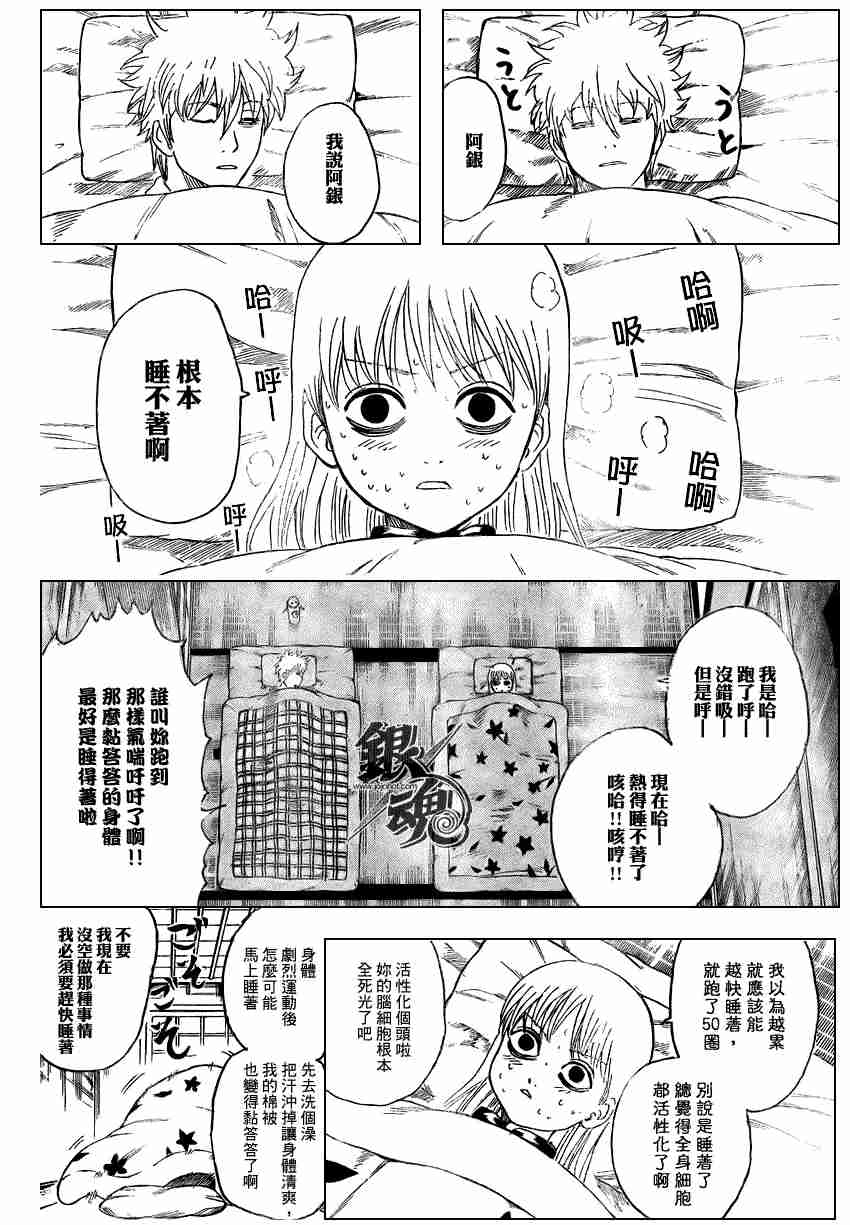 うと
うと
阿銀
我説阿銀
哈啊
吸ー
呼ー
哈啊
哈ー
呼ー
呼ー
吸ー
根本
睡不著啊
我是哈ー
跑了呼ー
沒錯吸ー
但是呼ー
現在哈ー
熱得睡不著了
咳哈!!咳哼!!
誰叫妳跑到
那樣氣喘吁吁了啊!!
那麼黏答答的身體
最好是睡得著啦
銀魂
www.jojohot.com
我以為越累
就應該能
越快睡着，
就跑了50圈
別說是睡著了
總覺得全身細胞
都活性化了啊
活性化個頭啦
妳的腦細胞根本
全死光了吧
身體
劇烈運動後
怎麼可能
馬上睡著
先去洗個澡
把汗沖掉讓身體清爽，
我的棉被
也變得黏答答了啊
ごそ
ごそ
不要
我現在
沒空做那種事情
我必須要趕快睡著